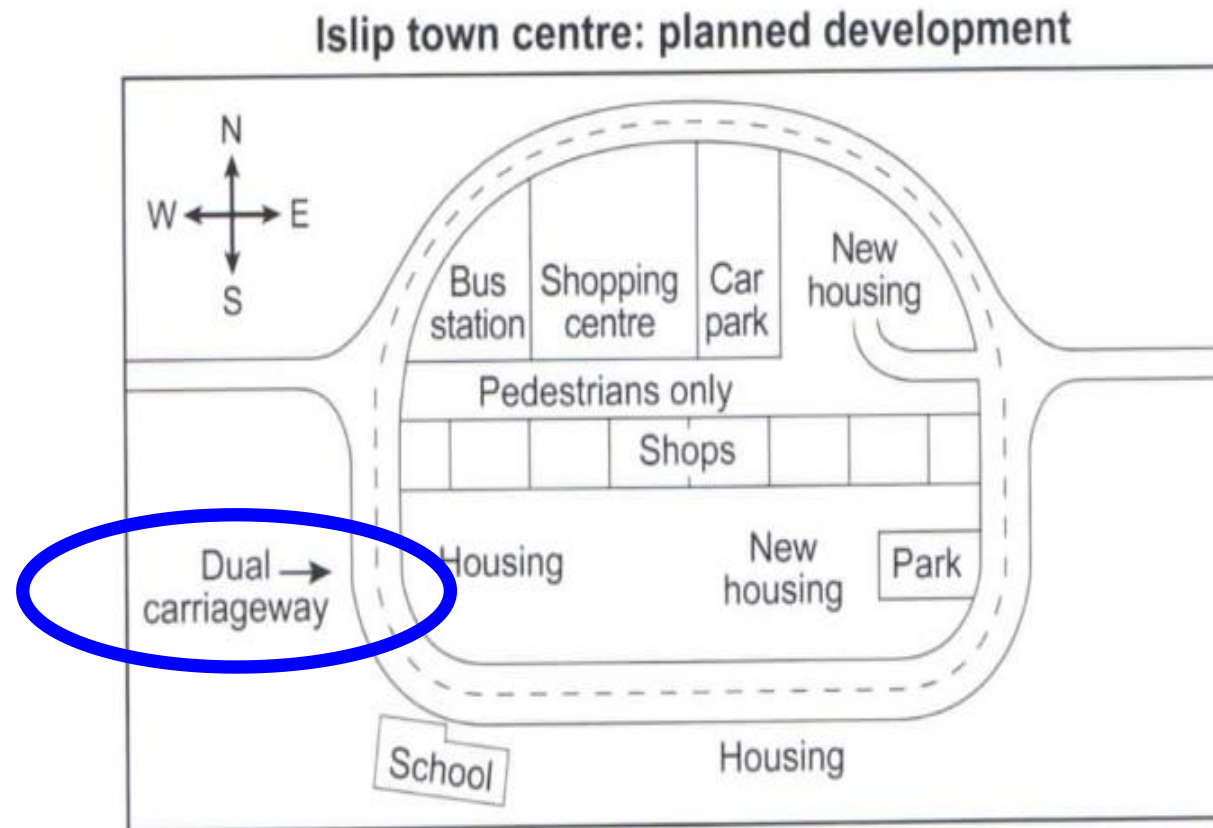 Islip town centre: planned development
N
W E
S
Bus
station
Shopping
centre
Car
park
New
housing
Pedestrians only
Shops
Dual
carriageway
Housing
New
housing
Park
School
Housing